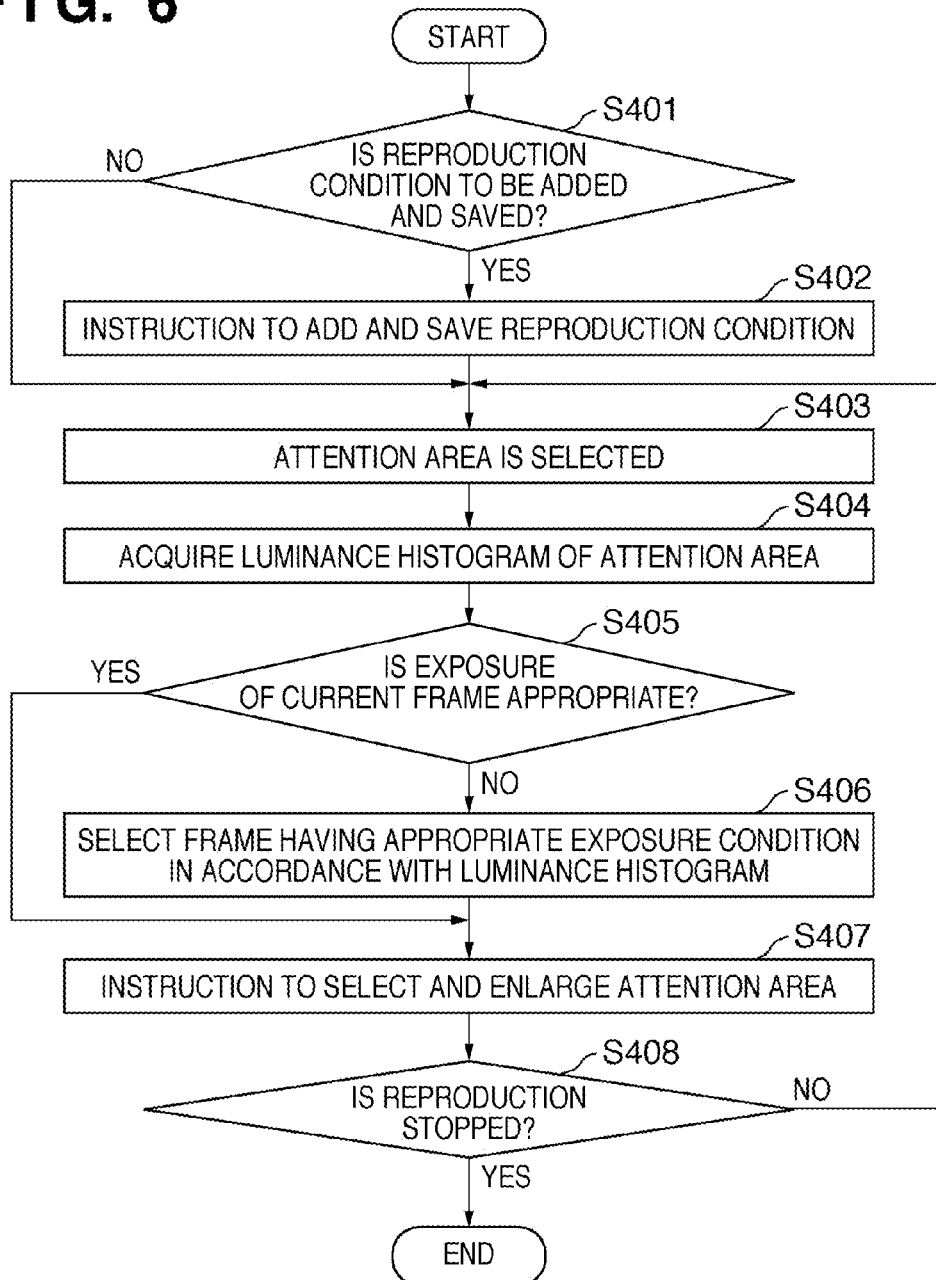 FIG. 6
START
S401
NO
IS REPRODUCTION
CONDITION TO BE ADDED
AND SAVED?
YES
S402
INSTRUCTION TO ADD AND SAVE REPRODUCTION CONDITION
S403
ATTENTION AREA IS SELECTED
S404
ACQUIRE LUMINANCE HISTOGRAM OF ATTENTION AREA
S405
YES
IS EXPOSURE
OF CURRENT FRAME APPROPRIATE?
NO
S406
SELECT FRAME HAVING APPROPRIATE EXPOSURE CONDITION
IN ACCORDANCE WITH LUMINANCE HISTOGRAM
S407
INSTRUCTION TO SELECT AND ENLARGE ATTENTION AREA
S408
NO
IS REPRODUCTION
STOPPED?
YES
END